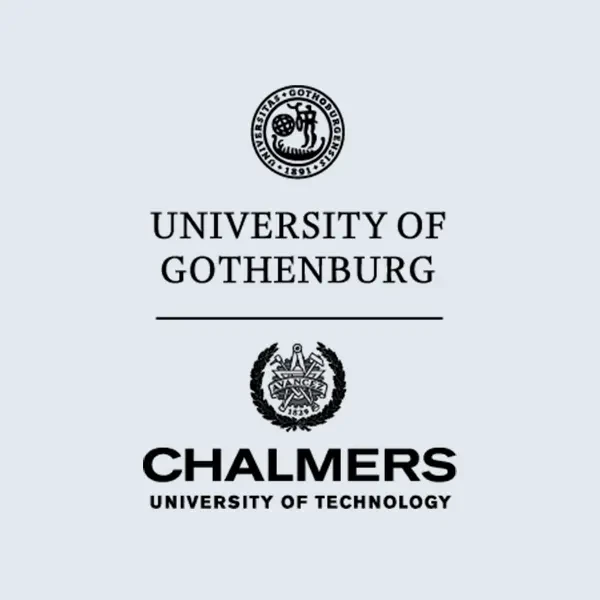 UNIVERSITAS • GOTHOBURGENSIS
• 1891 •
UNIVERSITY OF
GOTHENBURG
AVANCEZ
1829
CHALMERS
UNIVERSITY OF TECHNOLOGY